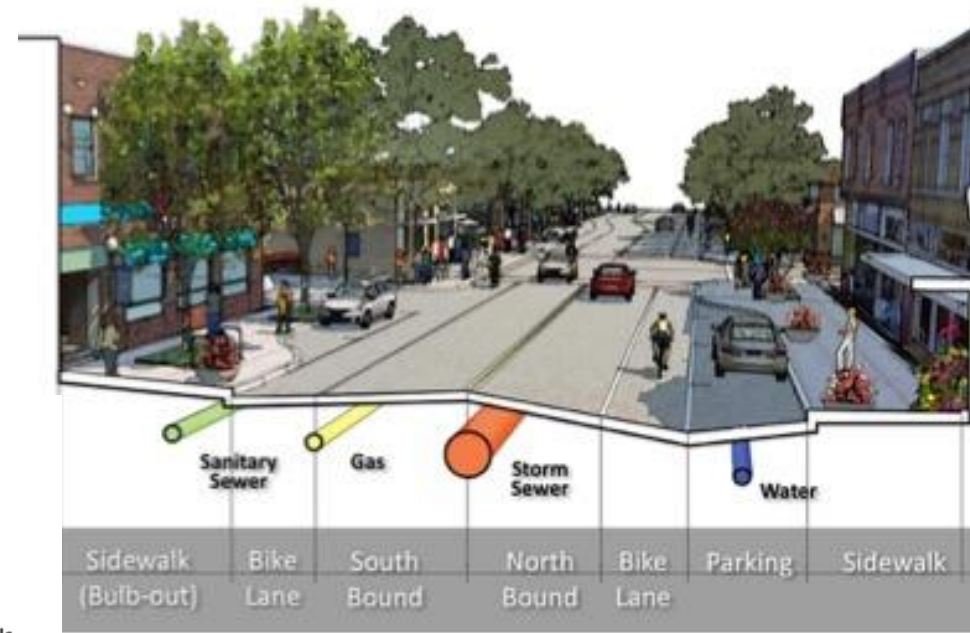 Sanitary
Sewer
Gas
Storm
Sewer
Water
Sidewalk
(Bulb-out)
Bike
Lane
South
Bound
North
Bound
Bike
Lane
Parking
Sidewalk